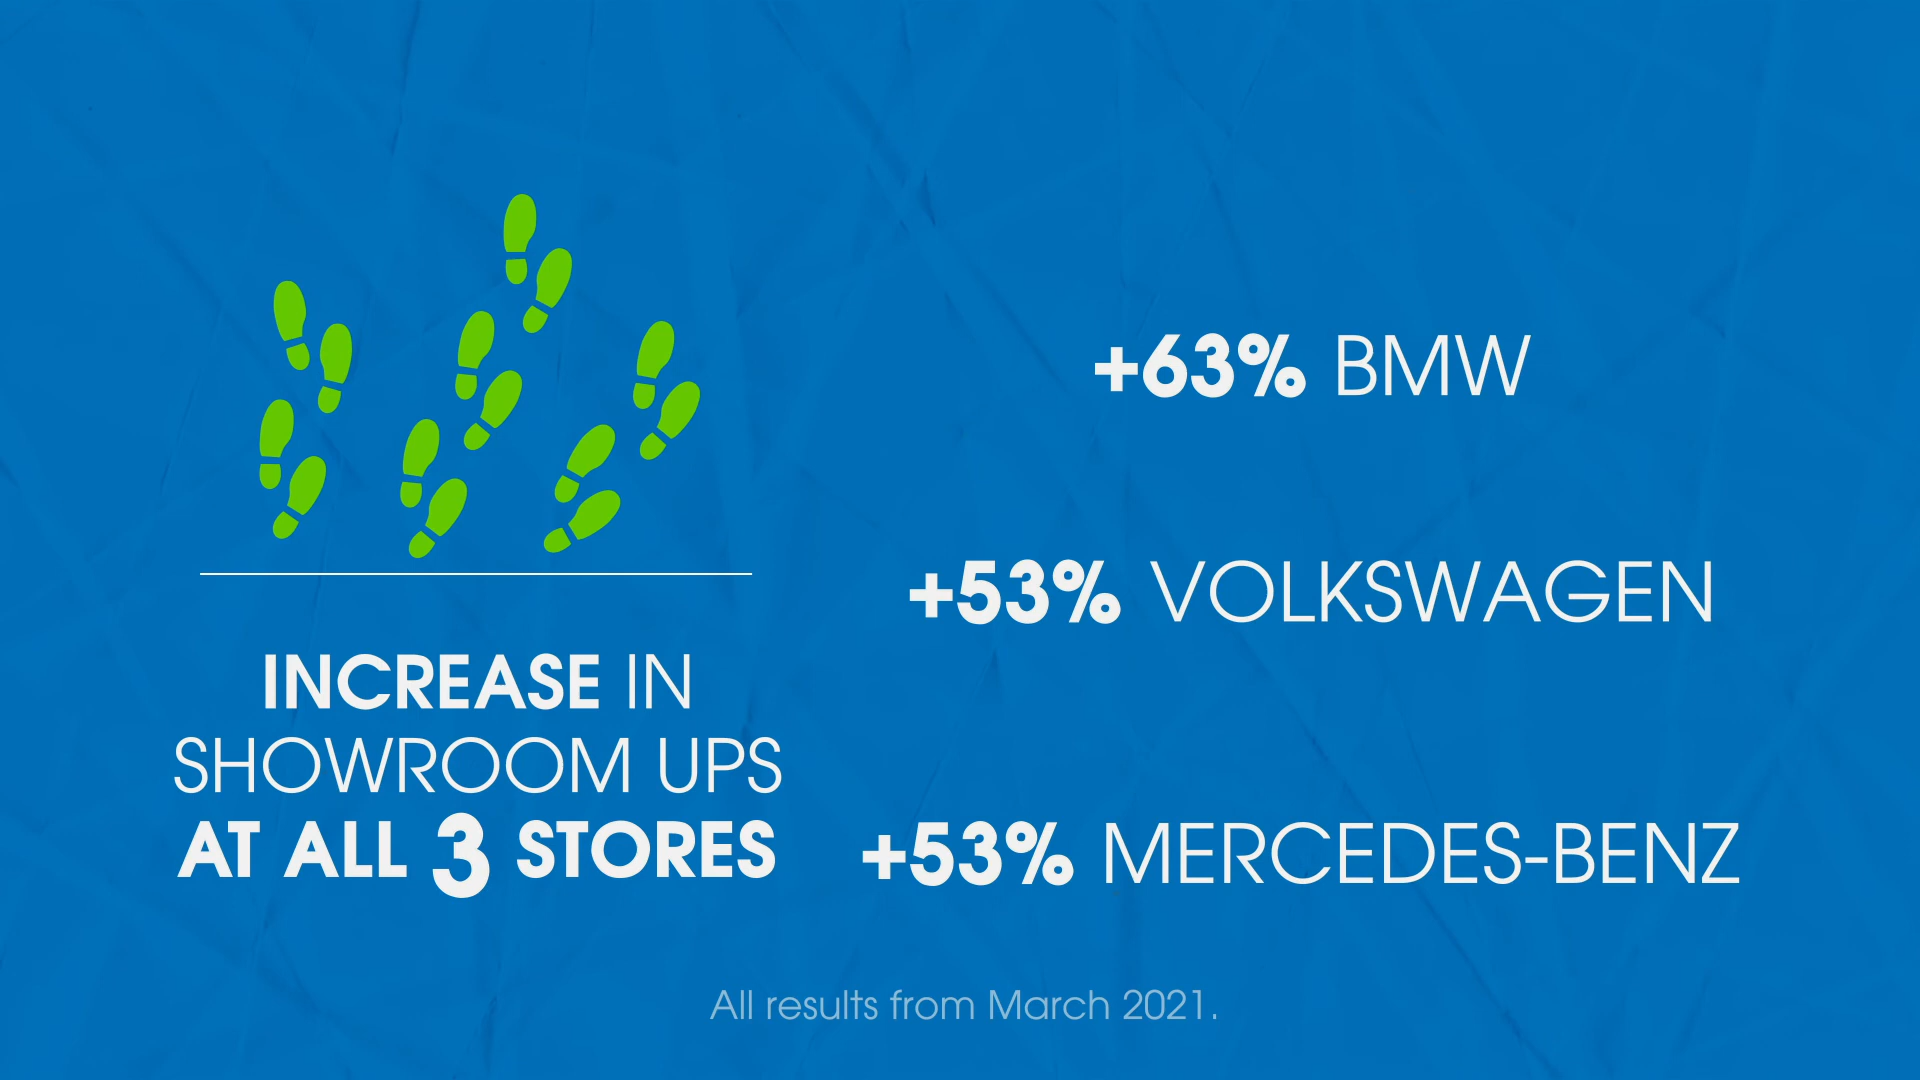 INCREASE IN
SHOWROOM UPS
AT ALL 3 STORES
+63% BMW
+53% VOLKSWAGEN
+53% MERCEDES-BENZ
All results from March 2021.